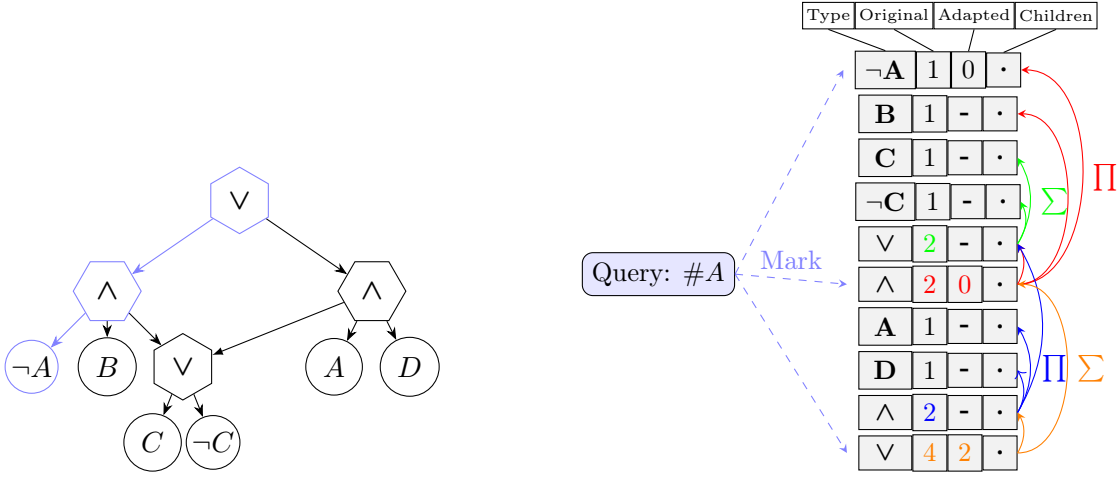 Type Original Adapted Children
¬A 1 0 ·
B 1 - ·
C 1 - ·
¬C 1 - ·
∨ 2 - ·
∧ 2 0 ·
A 1 - ·
D 1 - ·
∧ 2 - ·
∨ 4 2 ·
∏
∑
∏ ∑
Query: #A
Mark
∨
∧ ∧
¬A B ∨ A D
C ¬C